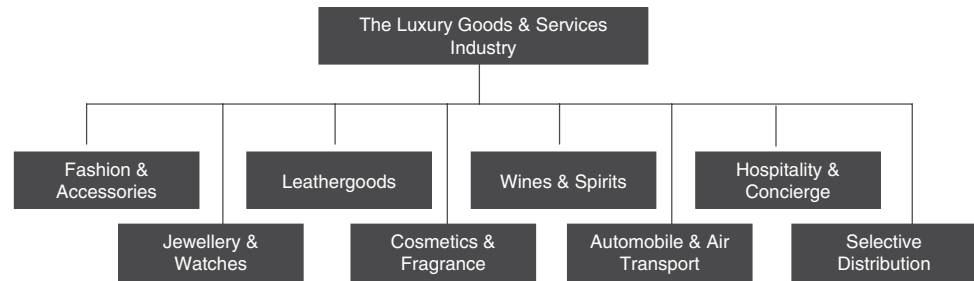 The Luxury Goods & Services
Industry
Fashion &
Accessories
Leathergoods
Wines & Spirits
Hospitality &
Concierge
Jewellery &
Watches
Cosmetics &
Fragrance
Automobile & Air
Transport
Selective
Distribution